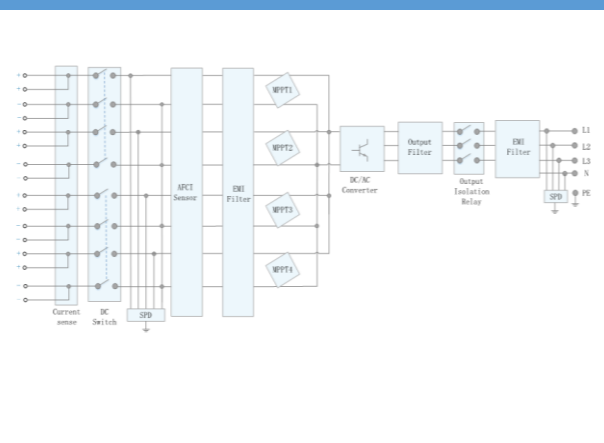 MPPT1
MPPT2
MPPT3
MPPT4
AFCI
Sensor
EMI
Filter
DC/AC
Converter
Output
Filter
Output
Isolation
Relay
EMI
Filter
L1
L2
L3
N
PE
SPD
Current
sense
DC
Switch
SPD